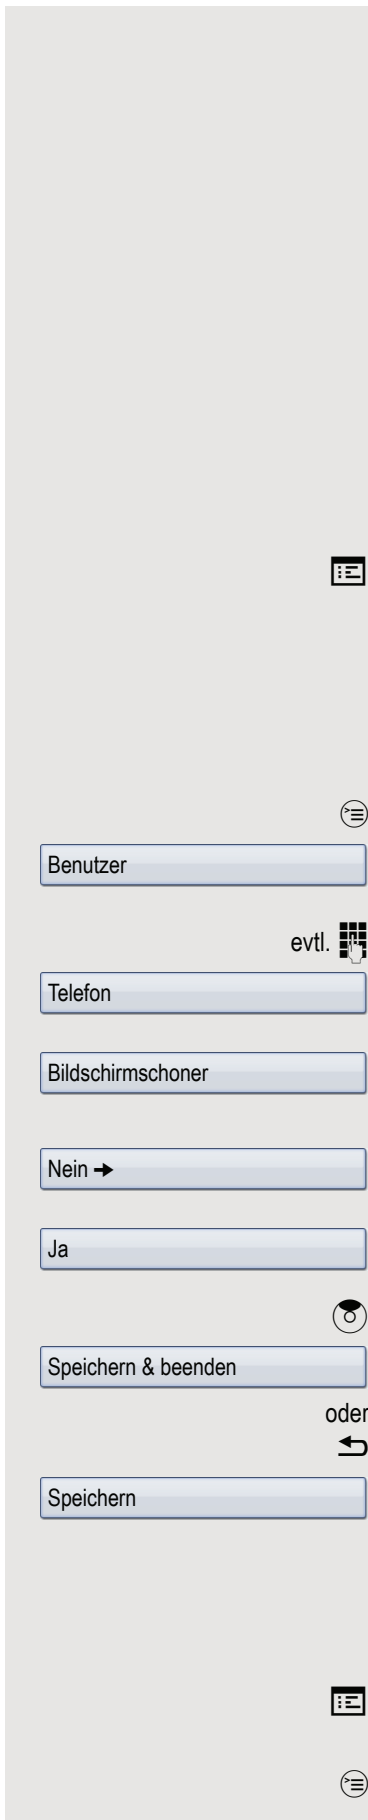 Benutzer
evtl.
Telefon
Bildschirmschoner
Nein →
Ja
Speichern & beenden
oder
Speichern